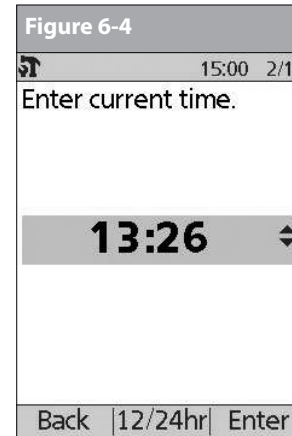 Figure 6-4
15:00 2/1
Enter current time.
13:26
Back |12/24hr| Enter